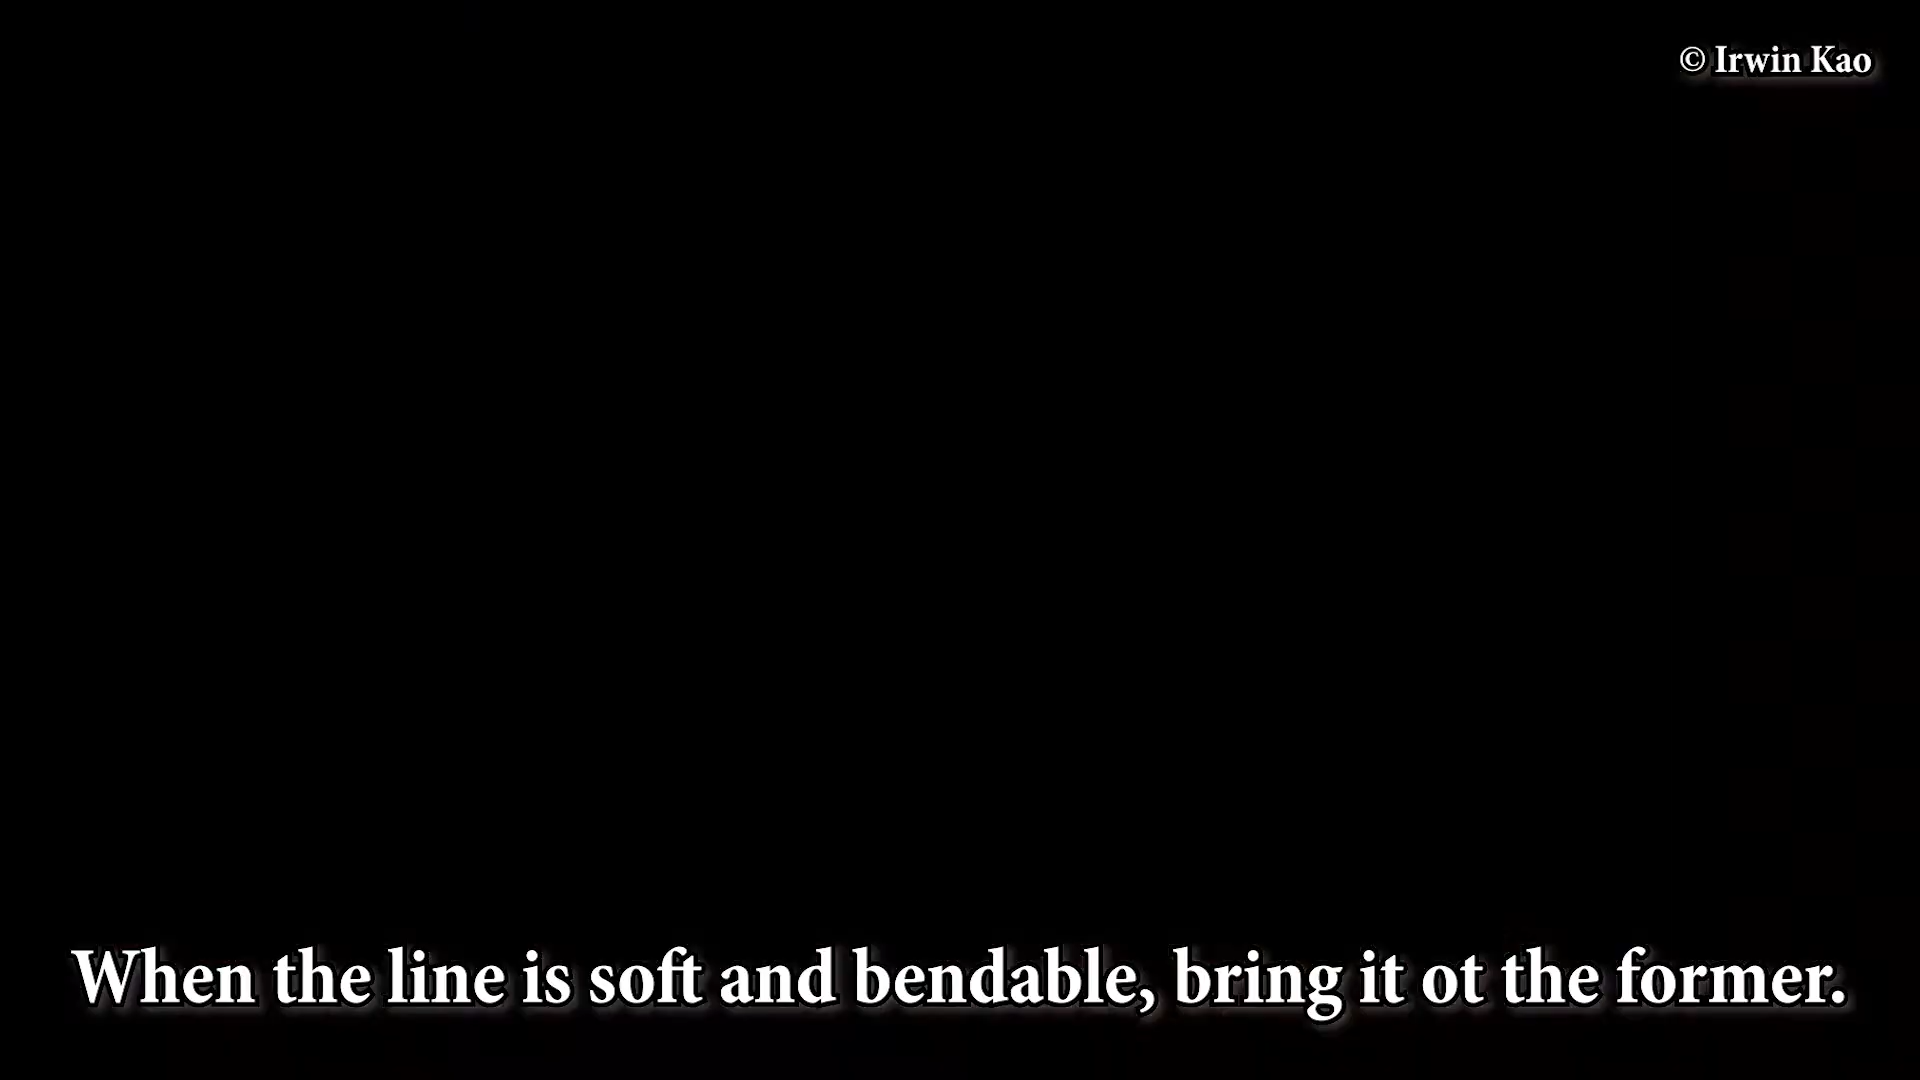 © Irwin Kao
When the line is soft and bendable, bring it ot the former.